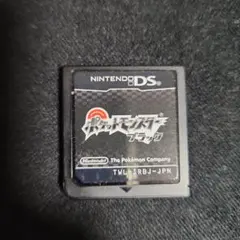 NINTENDO DS
ポケットモンスター
ブラック
Nintendo
The Pokémon Company
TWL-IRBJ-JPN